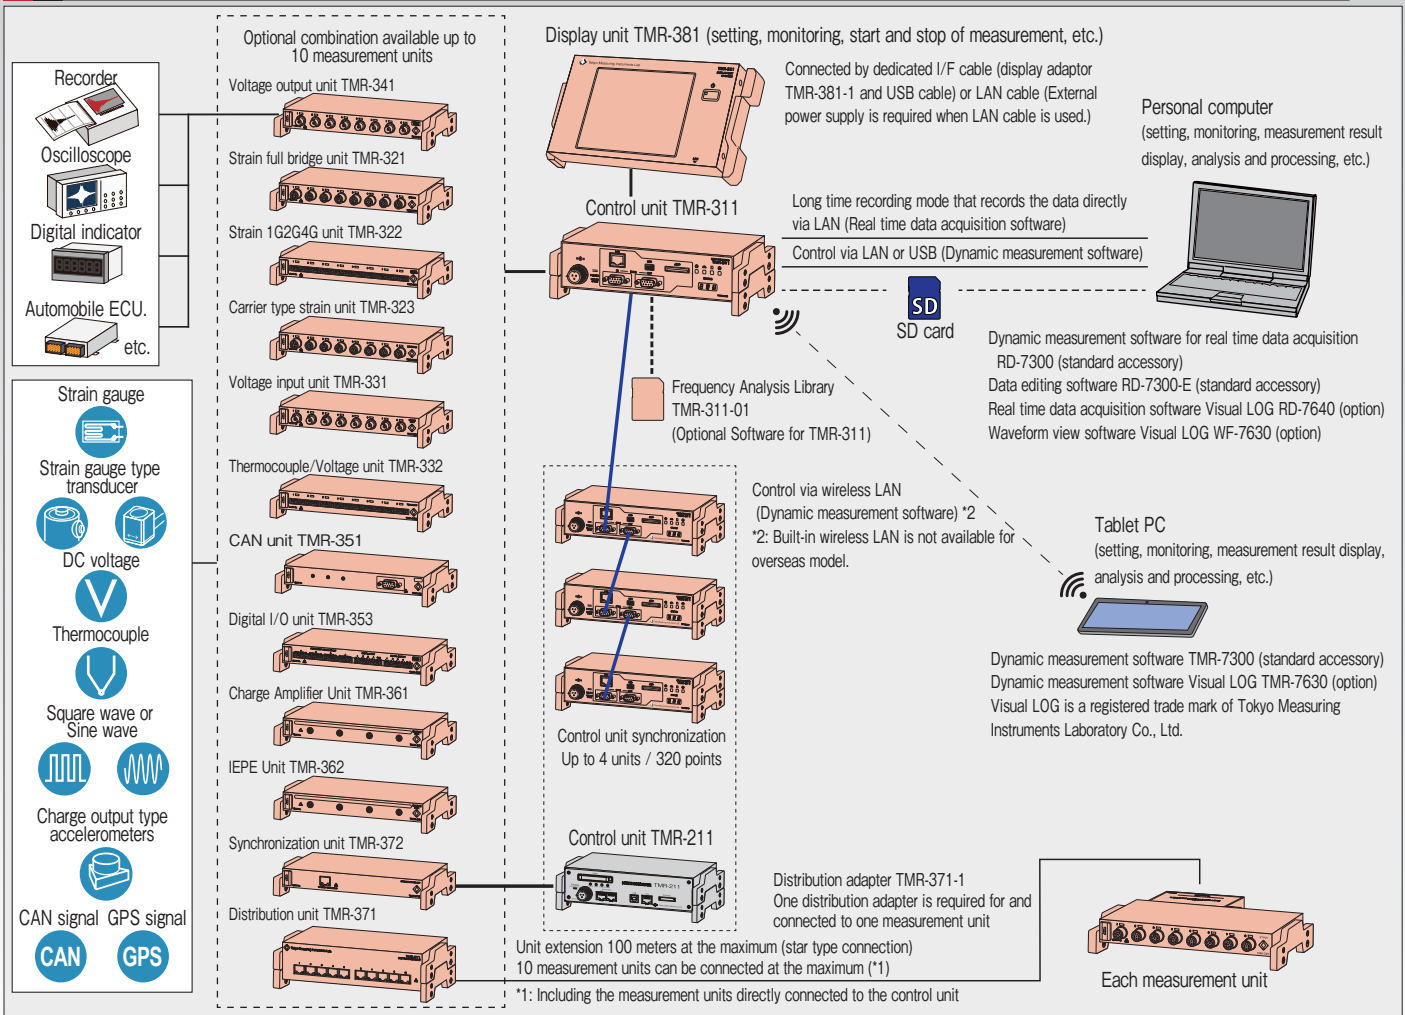 Recorder
Oscilloscope
Digital indicator
Automobile ECU.
etc.
Strain gauge
Strain gauge type
transducer
DC voltage
Thermocouple
Square wave or
Sine wave
Charge output type
accelerometers
CAN signal
GPS signal
CAN
GPS
Optional combination available up to
10 measurement units
Voltage output unit TMR-341
Strain full bridge unit TMR-321
Strain 1G2G4G unit TMR-322
Carrier type strain unit TMR-323
Voltage input unit TMR-331
Thermocouple/Voltage unit TMR-332
CAN unit TMR-351
Digital I/O unit TMR-353
Charge Amplifier Unit TMR-361
IEPE Unit TMR-362
Synchronization unit TMR-372
Distribution unit TMR-371
Display unit TMR-381 (setting, monitoring, start and stop of measurement, etc.)
Connected by dedicated I/F cable (display adaptor
TMR-381-1 and USB cable) or LAN cable (External
power supply is required when LAN cable is used.)
Control unit TMR-311
Long time recording mode that records the data directly
via LAN (Real time data acquisition software)
Control via LAN or USB (Dynamic measurement software)
SD
SD card
Personal computer
(setting, monitoring, measurement result
display, analysis and processing, etc.)
Dynamic measurement software for real time data acquisition
RD-7300 (standard accessory)
Data editing software RD-7300-E (standard accessory)
Real time data acquisition software Visual LOG RD-7640 (option)
Waveform view software Visual LOG WF-7630 (option)
Frequency Analysis Library
TMR-311-01
(Optional Software for TMR-311)
Control via wireless LAN
(Dynamic measurement software) *2
*2: Built-in wireless LAN is not available for
overseas model.
Tablet PC
(setting, monitoring, measurement result display,
analysis and processing, etc.)
Dynamic measurement software TMR-7300 (standard accessory)
Dynamic measurement software Visual LOG TMR-7630 (option)
Visual LOG is a registered trade mark of Tokyo Measuring
Instruments Laboratory Co., Ltd.
Control unit synchronization
Up to 4 units / 320 points
Control unit TMR-211
TMR-211
Distribution adapter TMR-371-1
One distribution adapter is required for and
connected to one measurement unit
Unit extension 100 meters at the maximum (star type connection)
10 measurement units can be connected at the maximum (*1)
*1: Including the measurement units directly connected to the control unit
Each measurement unit